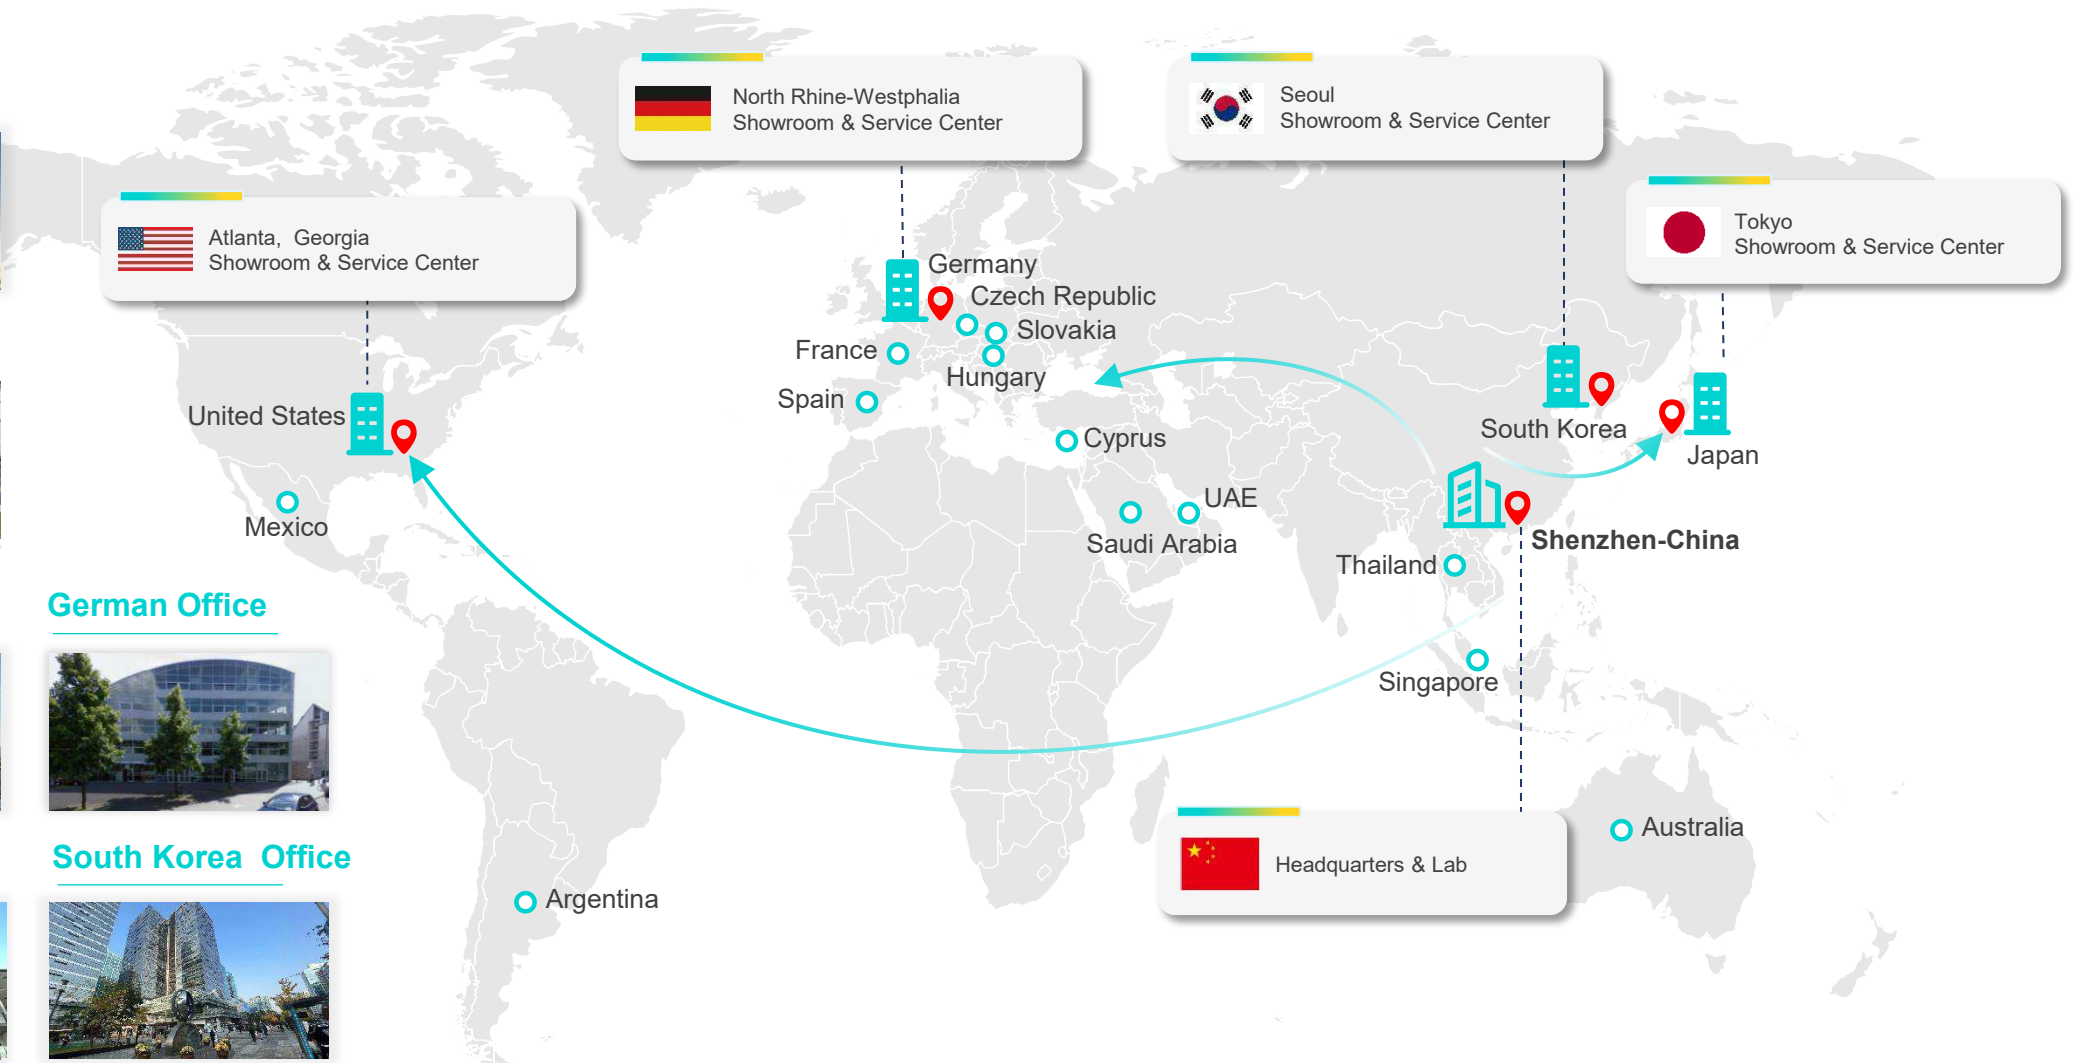 North Rhine-Westphalia
Showroom & Service Center
Seoul
Showroom & Service Center
Atlanta, Georgia
Showroom & Service Center
Tokyo
Showroom & Service Center
Germany
Czech Republic
Slovakia
France
Hungary
Spain
United States
South Korea
Cyprus
Japan
UAE
Mexico
Saudi Arabia
Shenzhen-China
Thailand
German Office
Singapore
Australia
South Korea Office
Headquarters & Lab
Argentina